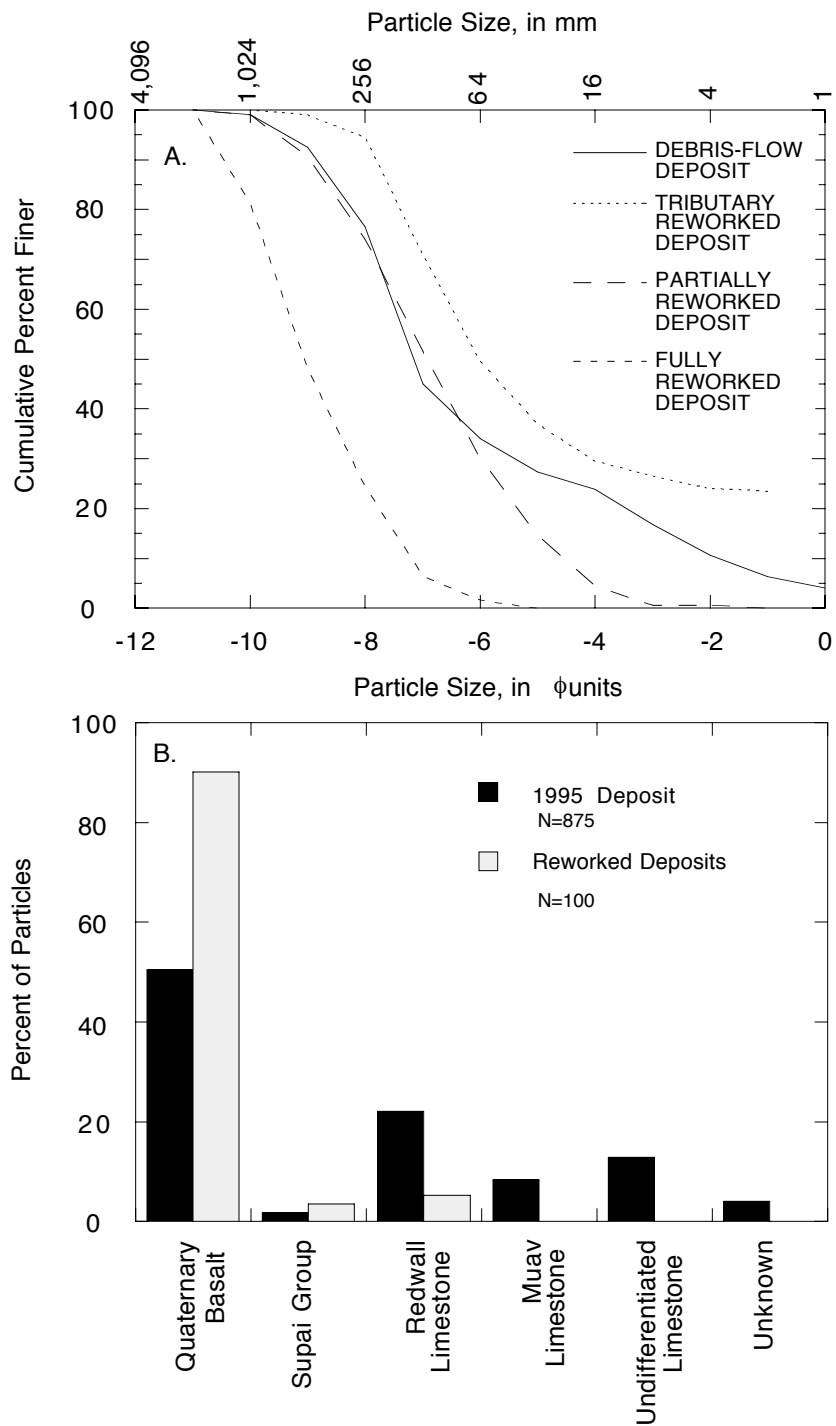 Particle Size, in mm
4,096
1,024
256
64
16
4
1
100
80
60
40
20
0
Cumulative Percent Finer
A.
DEBRIS-FLOW
DEPOSIT
TRIBUTARY
REWORKED
DEPOSIT
PARTIALLY
REWORKED
DEPOSIT
FULLY
REWORKED
DEPOSIT
-12
-10
-8
-6
-4
-2
0
Particle Size, in ϕunits
100
80
60
40
20
0
Percent of Particles
B.
1995 Deposit
N=875
Reworked Deposits
N=100
Quaternary
Basalt
Supai Group
Redwall
Limestone
Muav
Limestone
Undifferentiated
Limestone
Unknown